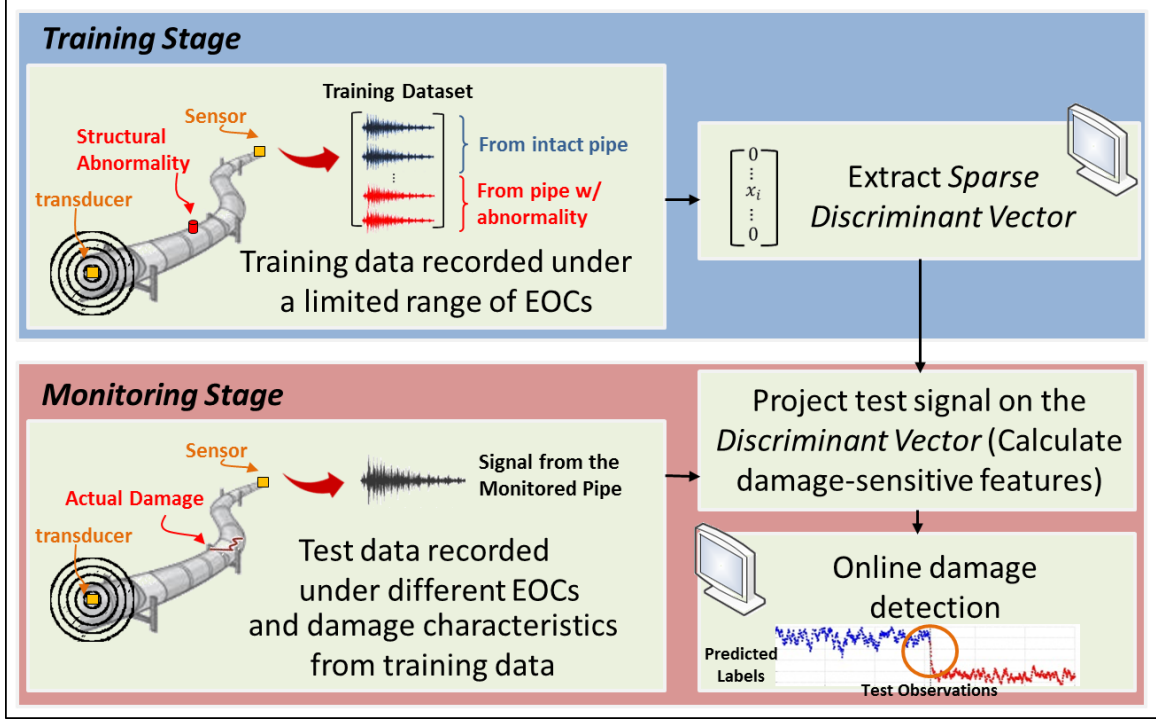 Training Stage
Training Dataset
Sensor
Structural
Abnormality
transducer
From intact pipe
From pipe w/
abnormality
⋮
Training data recorded under
a limited range of EOCs
0
⋮
xᵢ
⋮
0
Extract Sparse
Discriminant Vector
Monitoring Stage
Sensor
Actual Damage
transducer
Signal from the
Monitored Pipe
Test data recorded
under different EOCs
and damage characteristics
from training data
Project test signal on the
Discriminant Vector (Calculate
damage-sensitive features)
Online damage
detection
Predicted
Labels
Test Observations